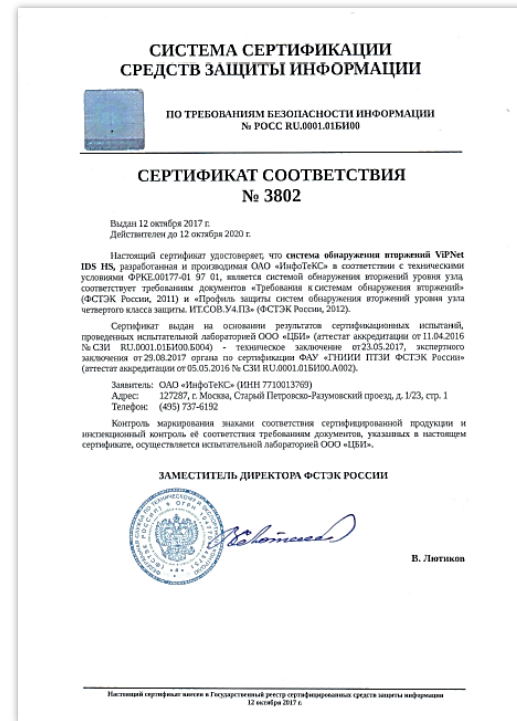 СИСТЕМА СЕРТИФИКАЦИИ
СРЕДСТВ ЗАЩИТЫ ИНФОРМАЦИИ
ПО ТРЕБОВАНИЯМ БЕЗОПАСНОСТИ ИНФОРМАЦИИ
№ РОСС RU.0001.01БИ00
СЕРТИФИКАТ СООТВЕТСТВИЯ
№ 3802
Выдан 12 октября 2017 г.
Действителен до 12 октября 2020 г.
Настоящий сертификат удостоверяет, что система обнаружения вторжений ViPNet
IDS HS, разработанная и производимая ОАО «ИнфоТеКС» в соответствии с техническими
условиями ФРКЕ.00177-01 97 01, является системой обнаружения вторжений уровня узла,
соответствует требованиям документов «Требования к системам обнаружения вторжений»
(ФСТЭК России, 2011) и «Профиль защиты систем обнаружения вторжений уровня узла
четвертого класса защиты. ИТ.СОВ.У4.ПЗ» (ФСТЭК России, 2012).
Сертификат выдан на основании результатов сертификационных испытаний,
проведенных испытательной лабораторией ООО «ЦБИ» (аттестат аккредитации от 11.04.2016
№ СЗИ RU.0001.01БИ00.Б004) - техническое заключение от 23.05.2017, экспертного
заключения от 29.08.2017 органа по сертификации ФАУ «ГНИИИ ПТЗИ ФСТЭК России»
(аттестат аккредитации от 05.05.2016 № СЗИ RU.0001.01БИ00.А002).
Заявитель: ОАО «ИнфоТеКС» (ИНН 7710013769)
Адрес: 127287, г. Москва, Старый Петровско-Разумовский проезд, д. 1/23, стр. 1
Телефон: (495) 737-6192
Контроль маркирования знаками соответствия сертифицированной продукции и
инспекционный контроль её соответствия требованиям документов, указанных в настоящем
сертификате, осуществляется испытательной лабораторией ООО «ЦБИ».
ЗАМЕСТИТЕЛЬ ДИРЕКТОРА ФСТЭК РОССИИ
В. Лютиков
Настоящий сертификат внесен в Государственный реестр сертифицированных средств защиты информации
12 октября 2017 г.